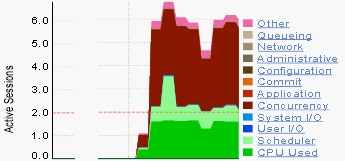 Active Sessions
6.0
5.0
4.0
3.0
2.0
1.0
0.0
Other
Queueing
Network
Administrative
Configuration
Commit
Application
Concurrency
System I/O
User I/O
Scheduler
CPU Used